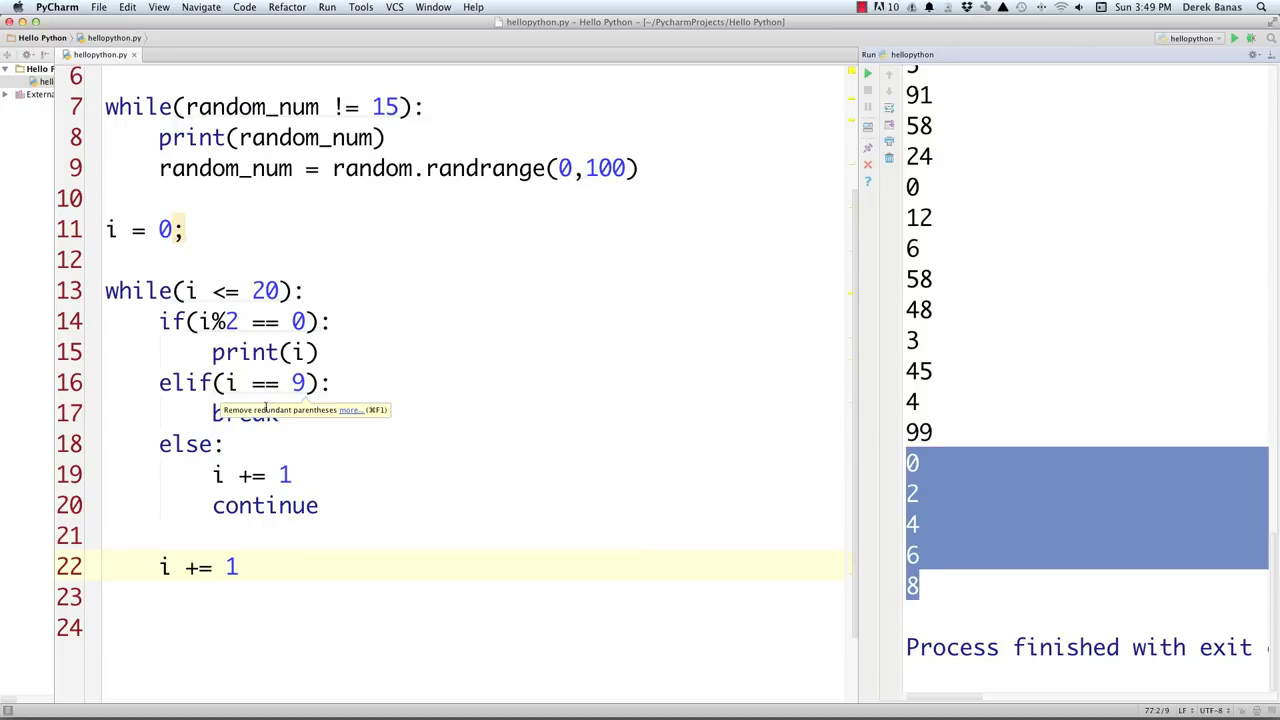 PyCharm File Edit View Navigate Code Refactor Run Tools VCS Window Help 10 Sun 3:49 PM Derek Banas
hellopython.py – Hello Python – [~/PycharmProjects/Hello Python]
Hello Python hellopython.py hellopython
hellopython.py × Run hellopython
Hello P
hell
Extern
6
7 while(random_num != 15):
8 print(random_num)
9 random_num = random.randrange(0,100)
10
11 i = 0;
12
13 while(i <= 20):
14 if(i%2 == 0):
15 print(i)
16 elif(i == 9):
Remove redundant parentheses more... (⌘F1)
17 break
18 else:
19 i += 1
20 continue
21
22 i += 1
23
24
91
58
24
0
12
6
58
48
3
45
4
99
0
2
4
6
8
Process finished with exit
77:2/9 LF UTF-8